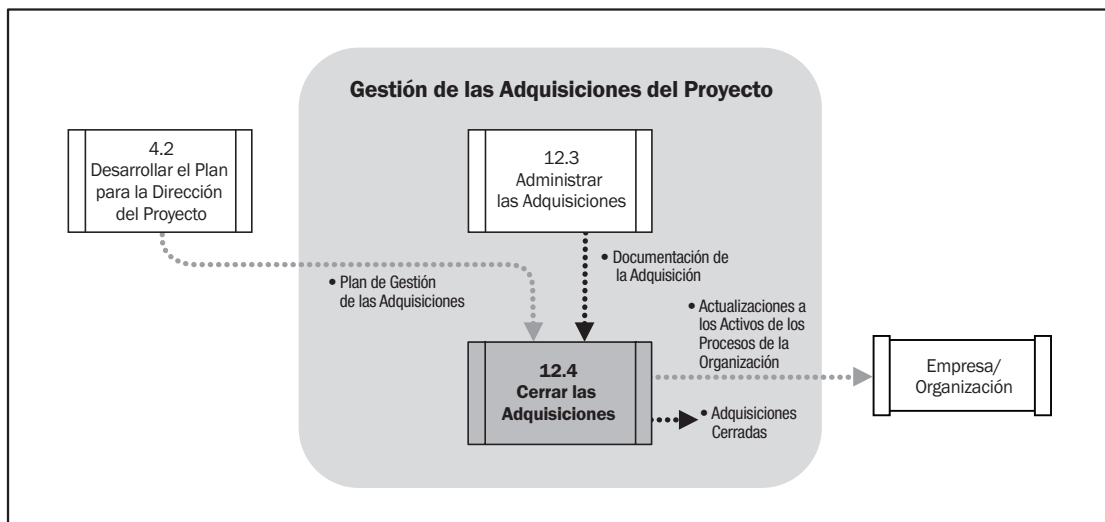 Gestión de las Adquisiciones del Proyecto
4.2
Desarrollar el Plan
para la Dirección
del Proyecto
12.3
Administrar
las Adquisiciones
• Plan de Gestión
de las Adquisiciones
• Documentación de
la Adquisición
• Actualizaciones a
los Activos de los
Procesos de la
Organización
12.4
Cerrar las
Adquisiciones
Empresa/
Organización
• Adquisiciones
Cerradas